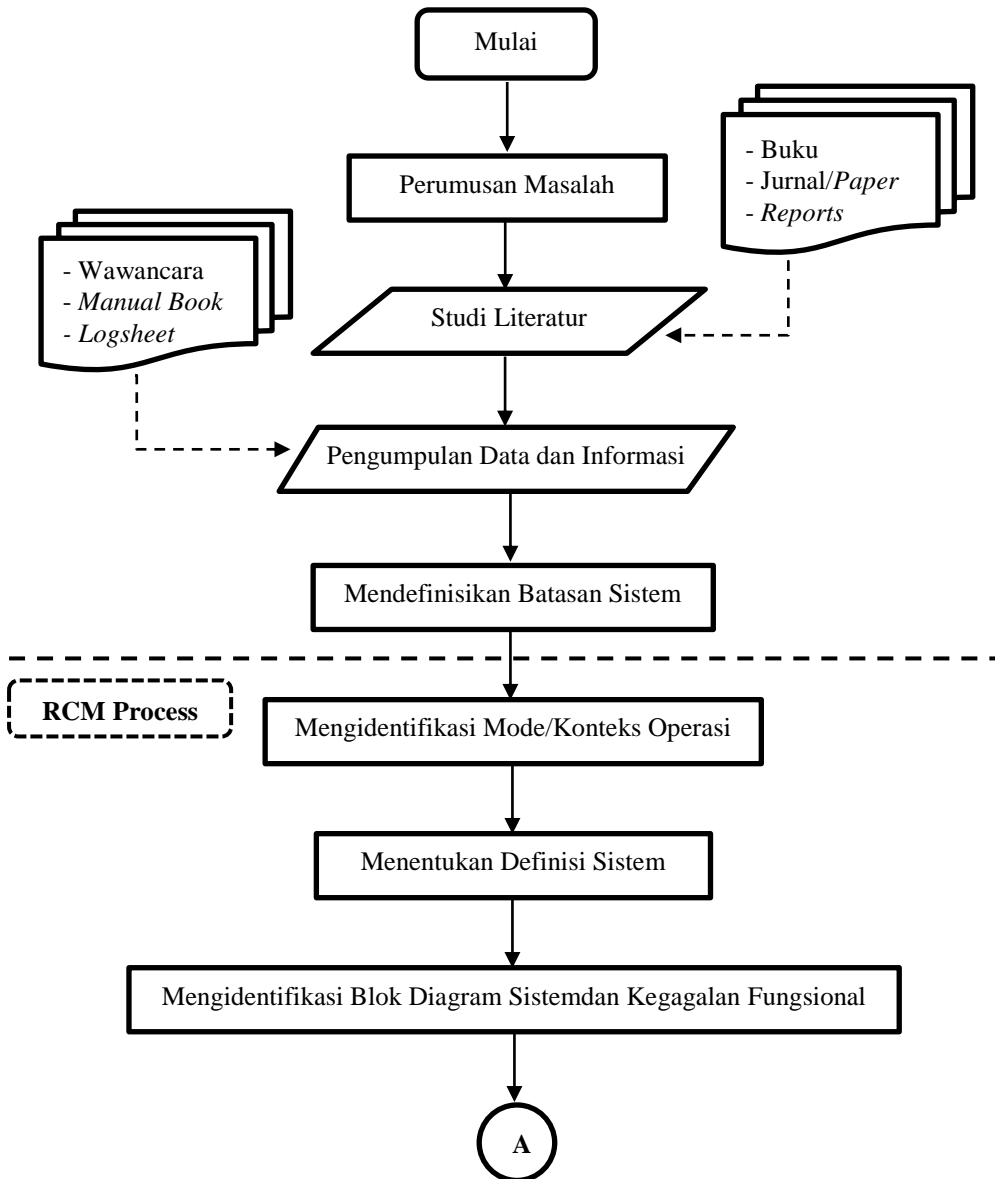 Mulai
Perumusan Masalah
- Buku
- Jurnal/Paper
- Reports
Studi Literatur
- Wawancara
- Manual Book
- Logsheet
Pengumpulan Data dan Informasi
Mendefinisikan Batasan Sistem
RCM Process
Mengidentifikasi Mode/Konteks Operasi
Menentukan Definisi Sistem
Mengidentifikasi Blok Diagram Sistemdan Kegagalan Fungsional
A